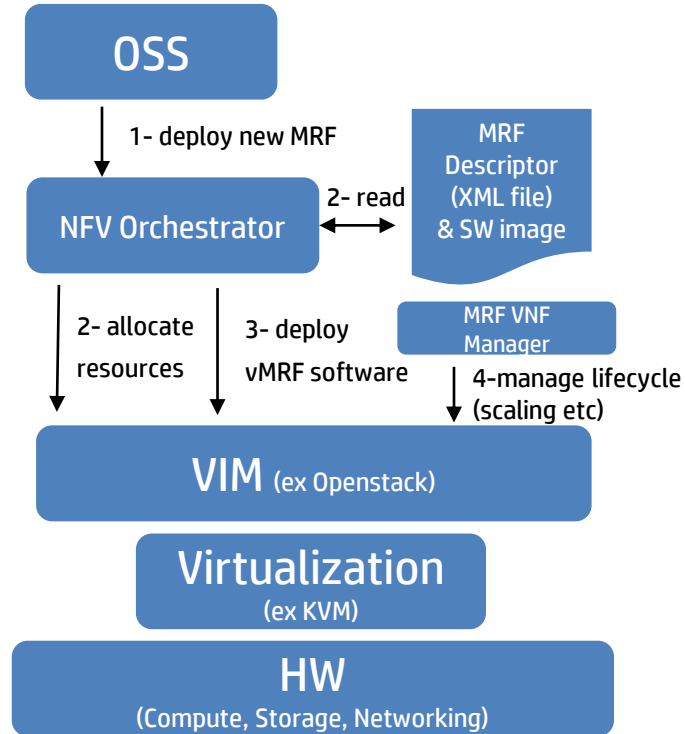 OSS
1- deploy new MRF
MRF
Descriptor
(XML file)
& SW image
2- read
NFV Orchestrator
2- allocate
resources
3- deploy
vMRF software
MRF VNF
Manager
4-manage lifecycle
(scaling etc)
VIM (ex Openstack)
Virtualization
(ex KVM)
HW
(Compute, Storage, Networking)